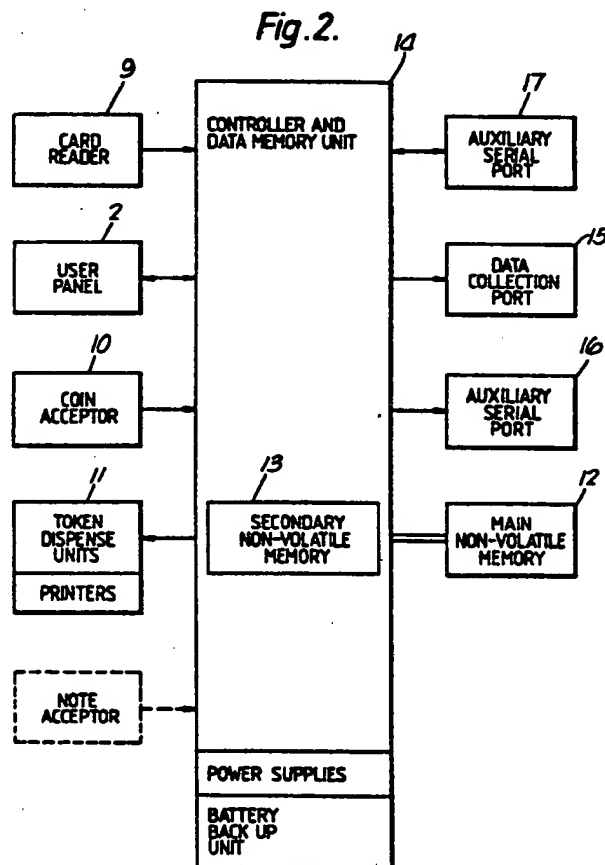 Fig.2.
14
9
CARD
READER
CONTROLLER AND
DATA MEMORY UNIT
17
AUXILIARY
SERIAL
PORT
2
USER
PANEL
15
DATA
COLLECTION
PORT
10
COIN
ACCEPTOR
16
AUXILIARY
SERIAL
PORT
11
TOKEN
DISPENSE
UNITS
PRINTERS
13
SECONDARY
NON-VOLATILE
MEMORY
12
MAIN
NON-VOLATILE
MEMORY
NOTE
ACCEPTOR
POWER SUPPLIES
BATTERY
BACK UP
UNIT